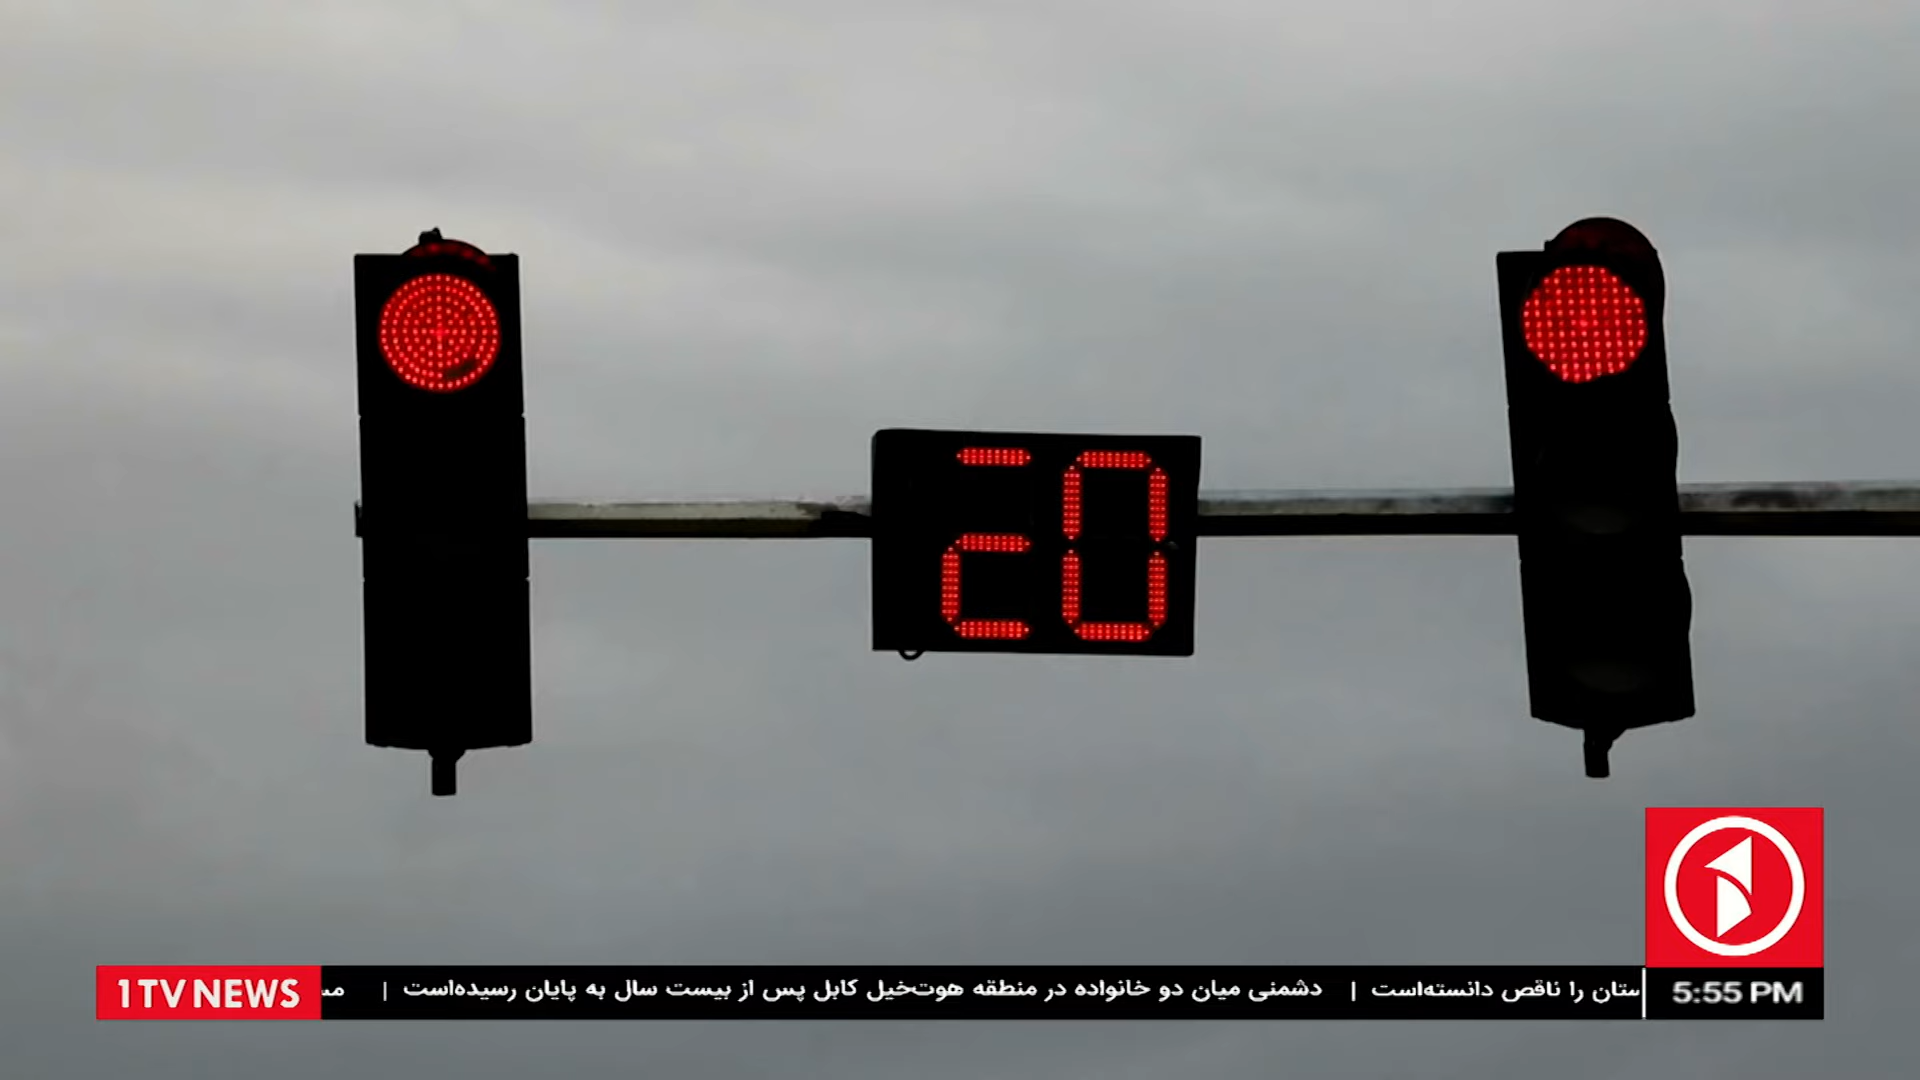 20
1TV NEWS
ستان را ناقص دانسته‌است | دشمنی میان دو خانواده در منطقه هوت‌خیل کابل پس از بیست سال به پایان رسیده‌است |
5:55 PM